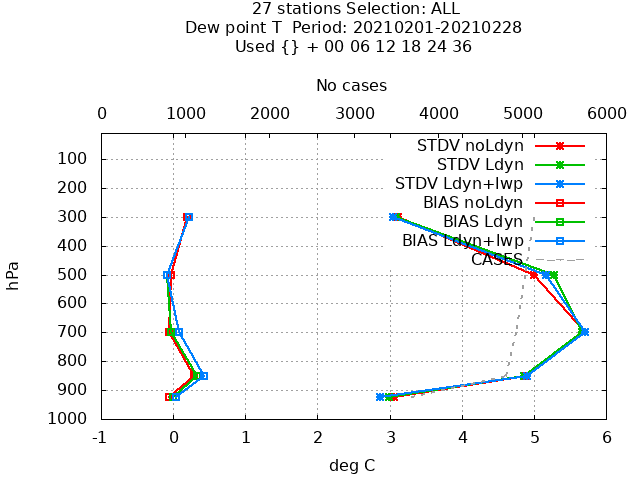 27 stations Selection: ALL
Dew point T  Period: 20210201-20210228
Used {} + 00 06 12 18 24 36
No cases
0 1000 2000 3000 4000 5000 6000
STDV noLdyn
STDV Ldyn
STDV Ldyn+lwp
BIAS noLdyn
BIAS Ldyn
BIAS Ldyn+lwp
CASES
hPa
100
200
300
400
500
600
700
800
900
1000
-1 0 1 2 3 4 5 6
deg C